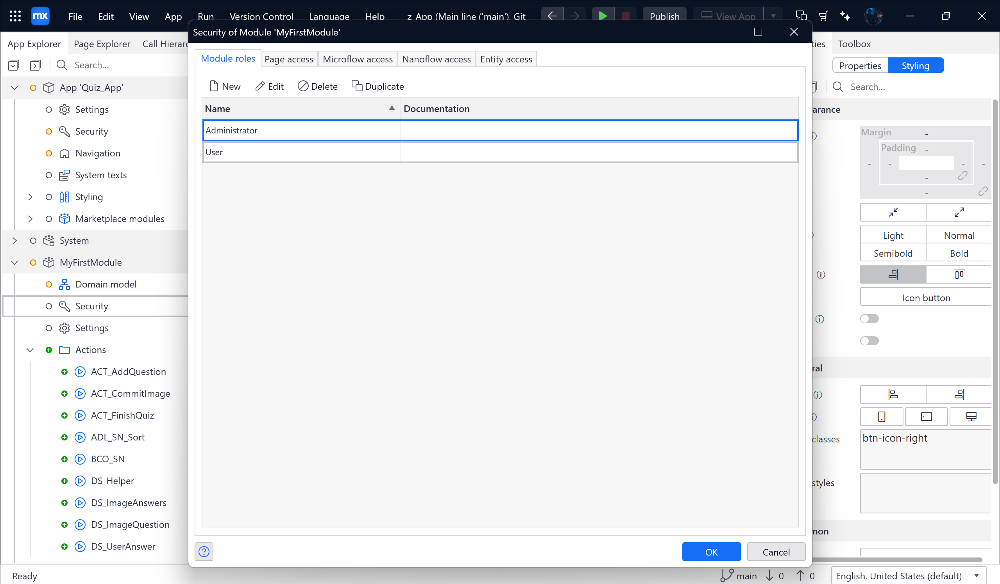 mx File Edit View App Run Version Control Language Help z_App (Main line ('main'), Git Publish View App
Security of Module 'MyFirstModule'
App Explorer Page Explorer Call Hierarc
Search...
App 'Quiz_App'
Settings
Security
Navigation
System texts
Styling
Marketplace modules
System
MyFirstModule
Domain model
Security
Settings
Actions
ACT_AddQuestion
ACT_CommitImage
ACT_FinishQuiz
ADL_SN_Sort
BCO_SN
DS_Helper
DS_ImageAnswers
DS_ImageQuestion
DS_UserAnswer
Module roles Page access Microflow access Nanoflow access Entity access
New Edit Delete Duplicate
Name Documentation
Administrator
User
OK Cancel
ties Toolbox
Properties Styling
Search...
arance
Margin -
Padding -
- - - -
-
-
Light Normal
Semibold Bold
Icon button
ral
classes btn-icon-right
styles
mon
Ready main 0 0 English, United States (default)